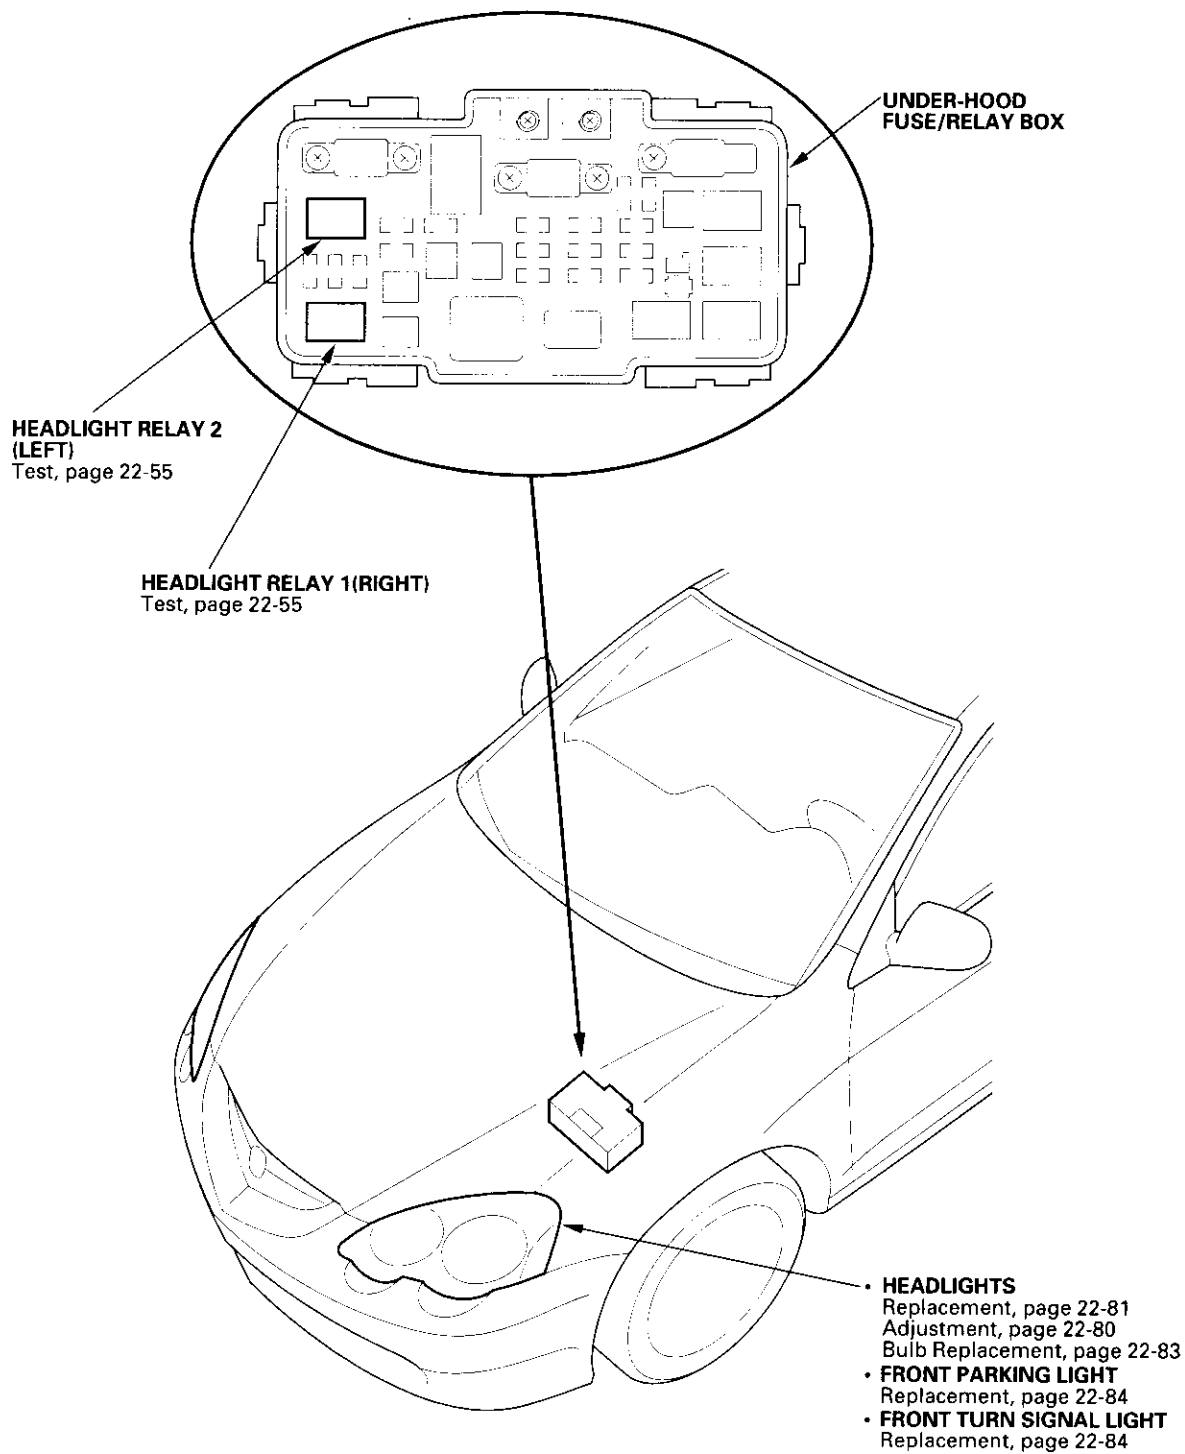 UNDER-HOOD
FUSE/RELAY BOX
HEADLIGHT RELAY 2
(LEFT)
Test, page 22-55
HEADLIGHT RELAY 1(RIGHT)
Test, page 22-55
• HEADLIGHTS
Replacement, page 22-81
Adjustment, page 22-80
Bulb Replacement, page 22-83
• FRONT PARKING LIGHT
Replacement, page 22-84
• FRONT TURN SIGNAL LIGHT
Replacement, page 22-84